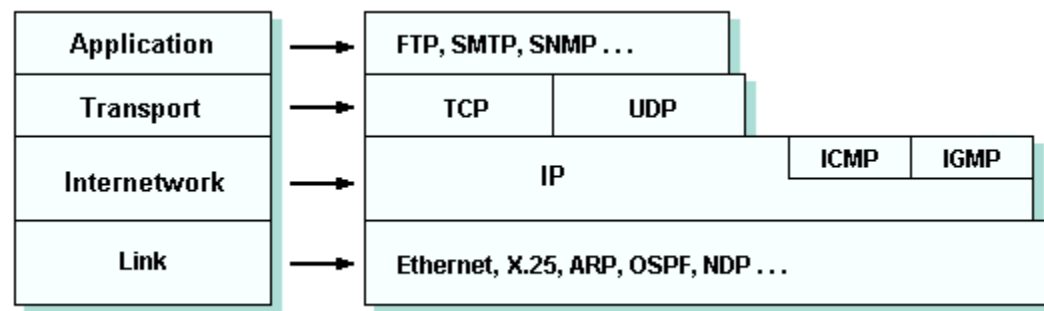 Application
FTP, SMTP, SNMP . . .
Transport
TCP
UDP
Internetwork
IP
ICMP
IGMP
Link
Ethernet, X.25, ARP, OSPF, NDP . . .